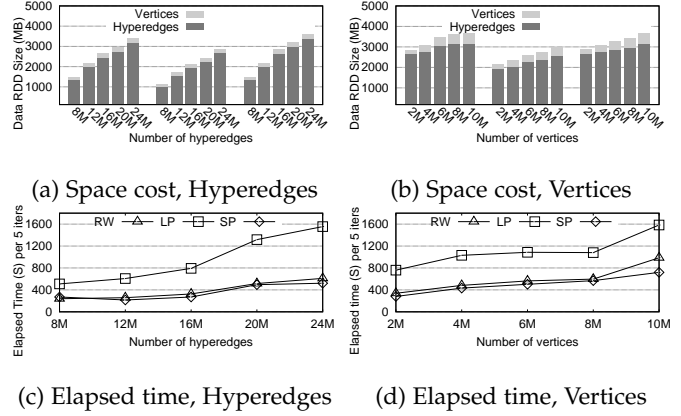 Data RDD Size (MB)
5000
4000
3000
2000
1000
Vertices
Hyperedges
8M 12M 16M 20M 24M 8M 12M 16M 20M 24M 8M 12M 16M 20M 24M
Number of hyperedges
(a) Space cost, Hyperedges
Data RDD Size (MB)
5000
4000
3000
2000
1000
Vertices
Hyperedges
2M 4M 6M 8M 10M 2M 4M 6M 8M 10M 2M 4M 6M 8M 10M
Number of vertices
(b) Space cost, Vertices
Elapsed Time (S) per 5 iters
1600
1200
800
400
0
RW LP SP
8M 12M 16M 20M 24M
Number of hyperedges
(c) Elapsed time, Hyperedges
Elapsed Time (S) per 5 iters
1600
1200
800
400
0
RW LP SP
2M 4M 6M 8M 10M
Number of vertices
(d) Elapsed time, Vertices